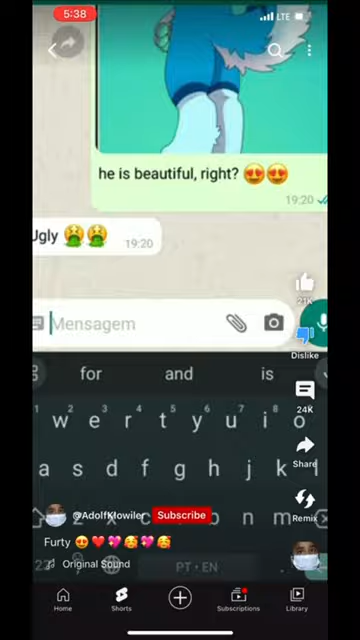 5:38
LTE
he is beautiful, right? 😍😍
19:20
Ugly 🤮🤮
19:20
Mensagem
21K
Dislike
for and is
1 2 3 4 5 6 7 8 9
w e r t y u i o
24K
a s d f g h j k l
Share
@AdolfKlowiler Subscribe
z x c b n m
Remix
Furty 😍❤️💖🥰💖🥰
Original Sound
PT • EN
Home Shorts Subscriptions Library